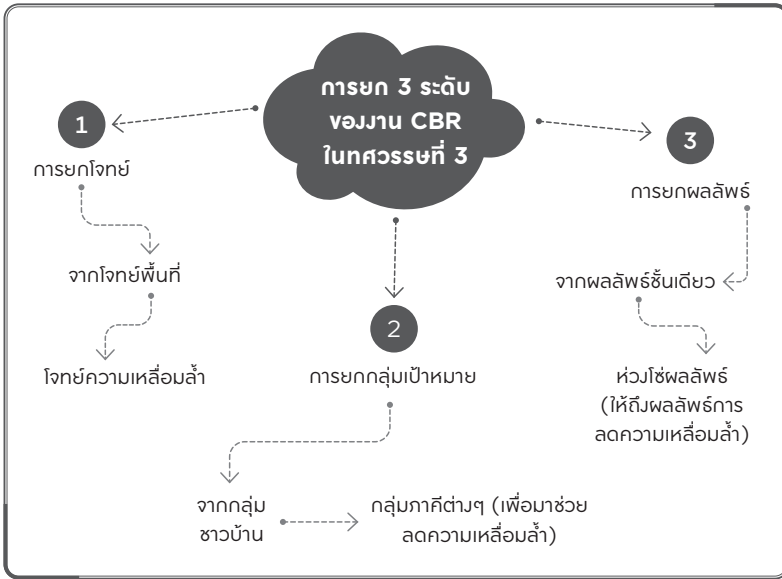 การยก 3 ระดับ
ของงาน CBR
ในทศวรรษที่ 3
1
การยกโจทย์
จากโจทย์พื้นที่
โจทย์ความเหลื่อมล้ำ
2
การยกกลุ่มเป้าหมาย
จากกลุ่ม
ชาวบ้าน
กลุ่มภาคีต่างๆ (เพื่อมาช่วย
ลดความเหลื่อมล้ำ)
3
การยกผลลัพธ์
จากผลลัพธ์ชั้นเดียว
ห่วงโซ่ผลลัพธ์
(ให้ถึงผลลัพธ์การ
ลดความเหลื่อมล้ำ)